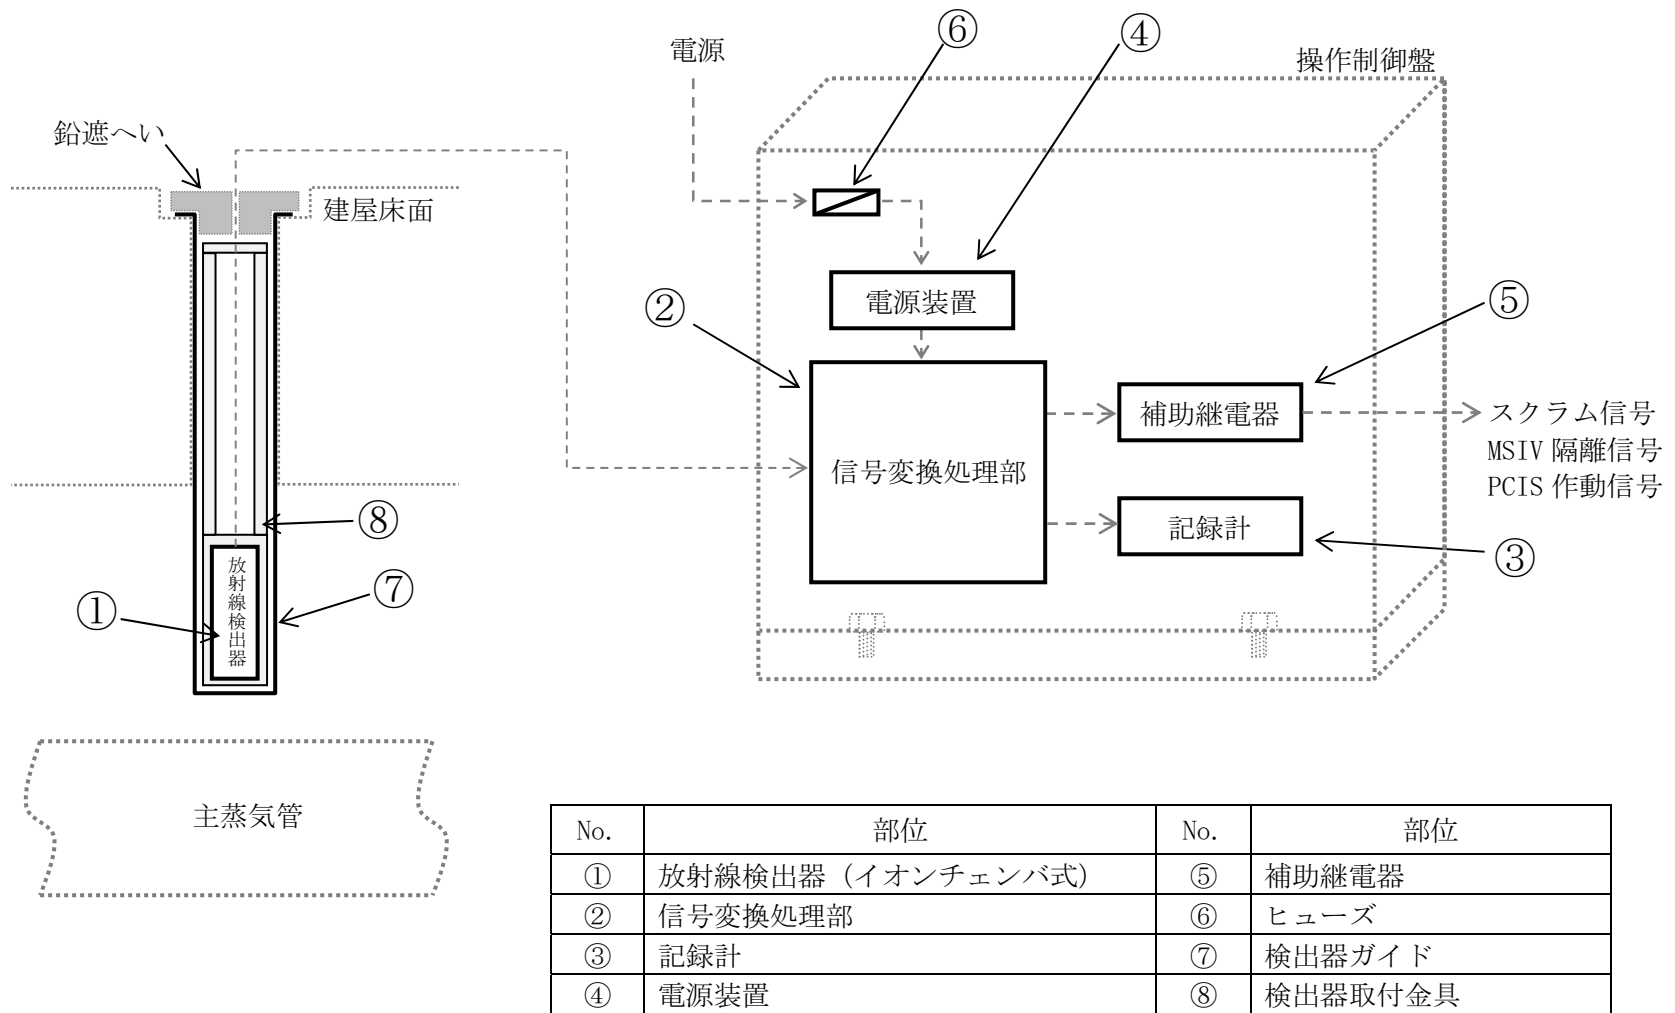 ⑥
④
電源
操作制御盤
鉛遮へい
建屋床面
電源装置
②
⑤
補助継電器
スクラム信号
MSIV 隔離信号
PCIS 作動信号
信号変換処理部
記録計
③
⑧
⑦
①
放射線検出器
主蒸気管
No. 部位 No. 部位
① 放射線検出器（イオンチェンバ式） ⑤ 補助継電器
② 信号変換処理部 ⑥ ヒューズ
③ 記録計 ⑦ 検出器ガイド
④ 電源装置 ⑧ 検出器取付金具